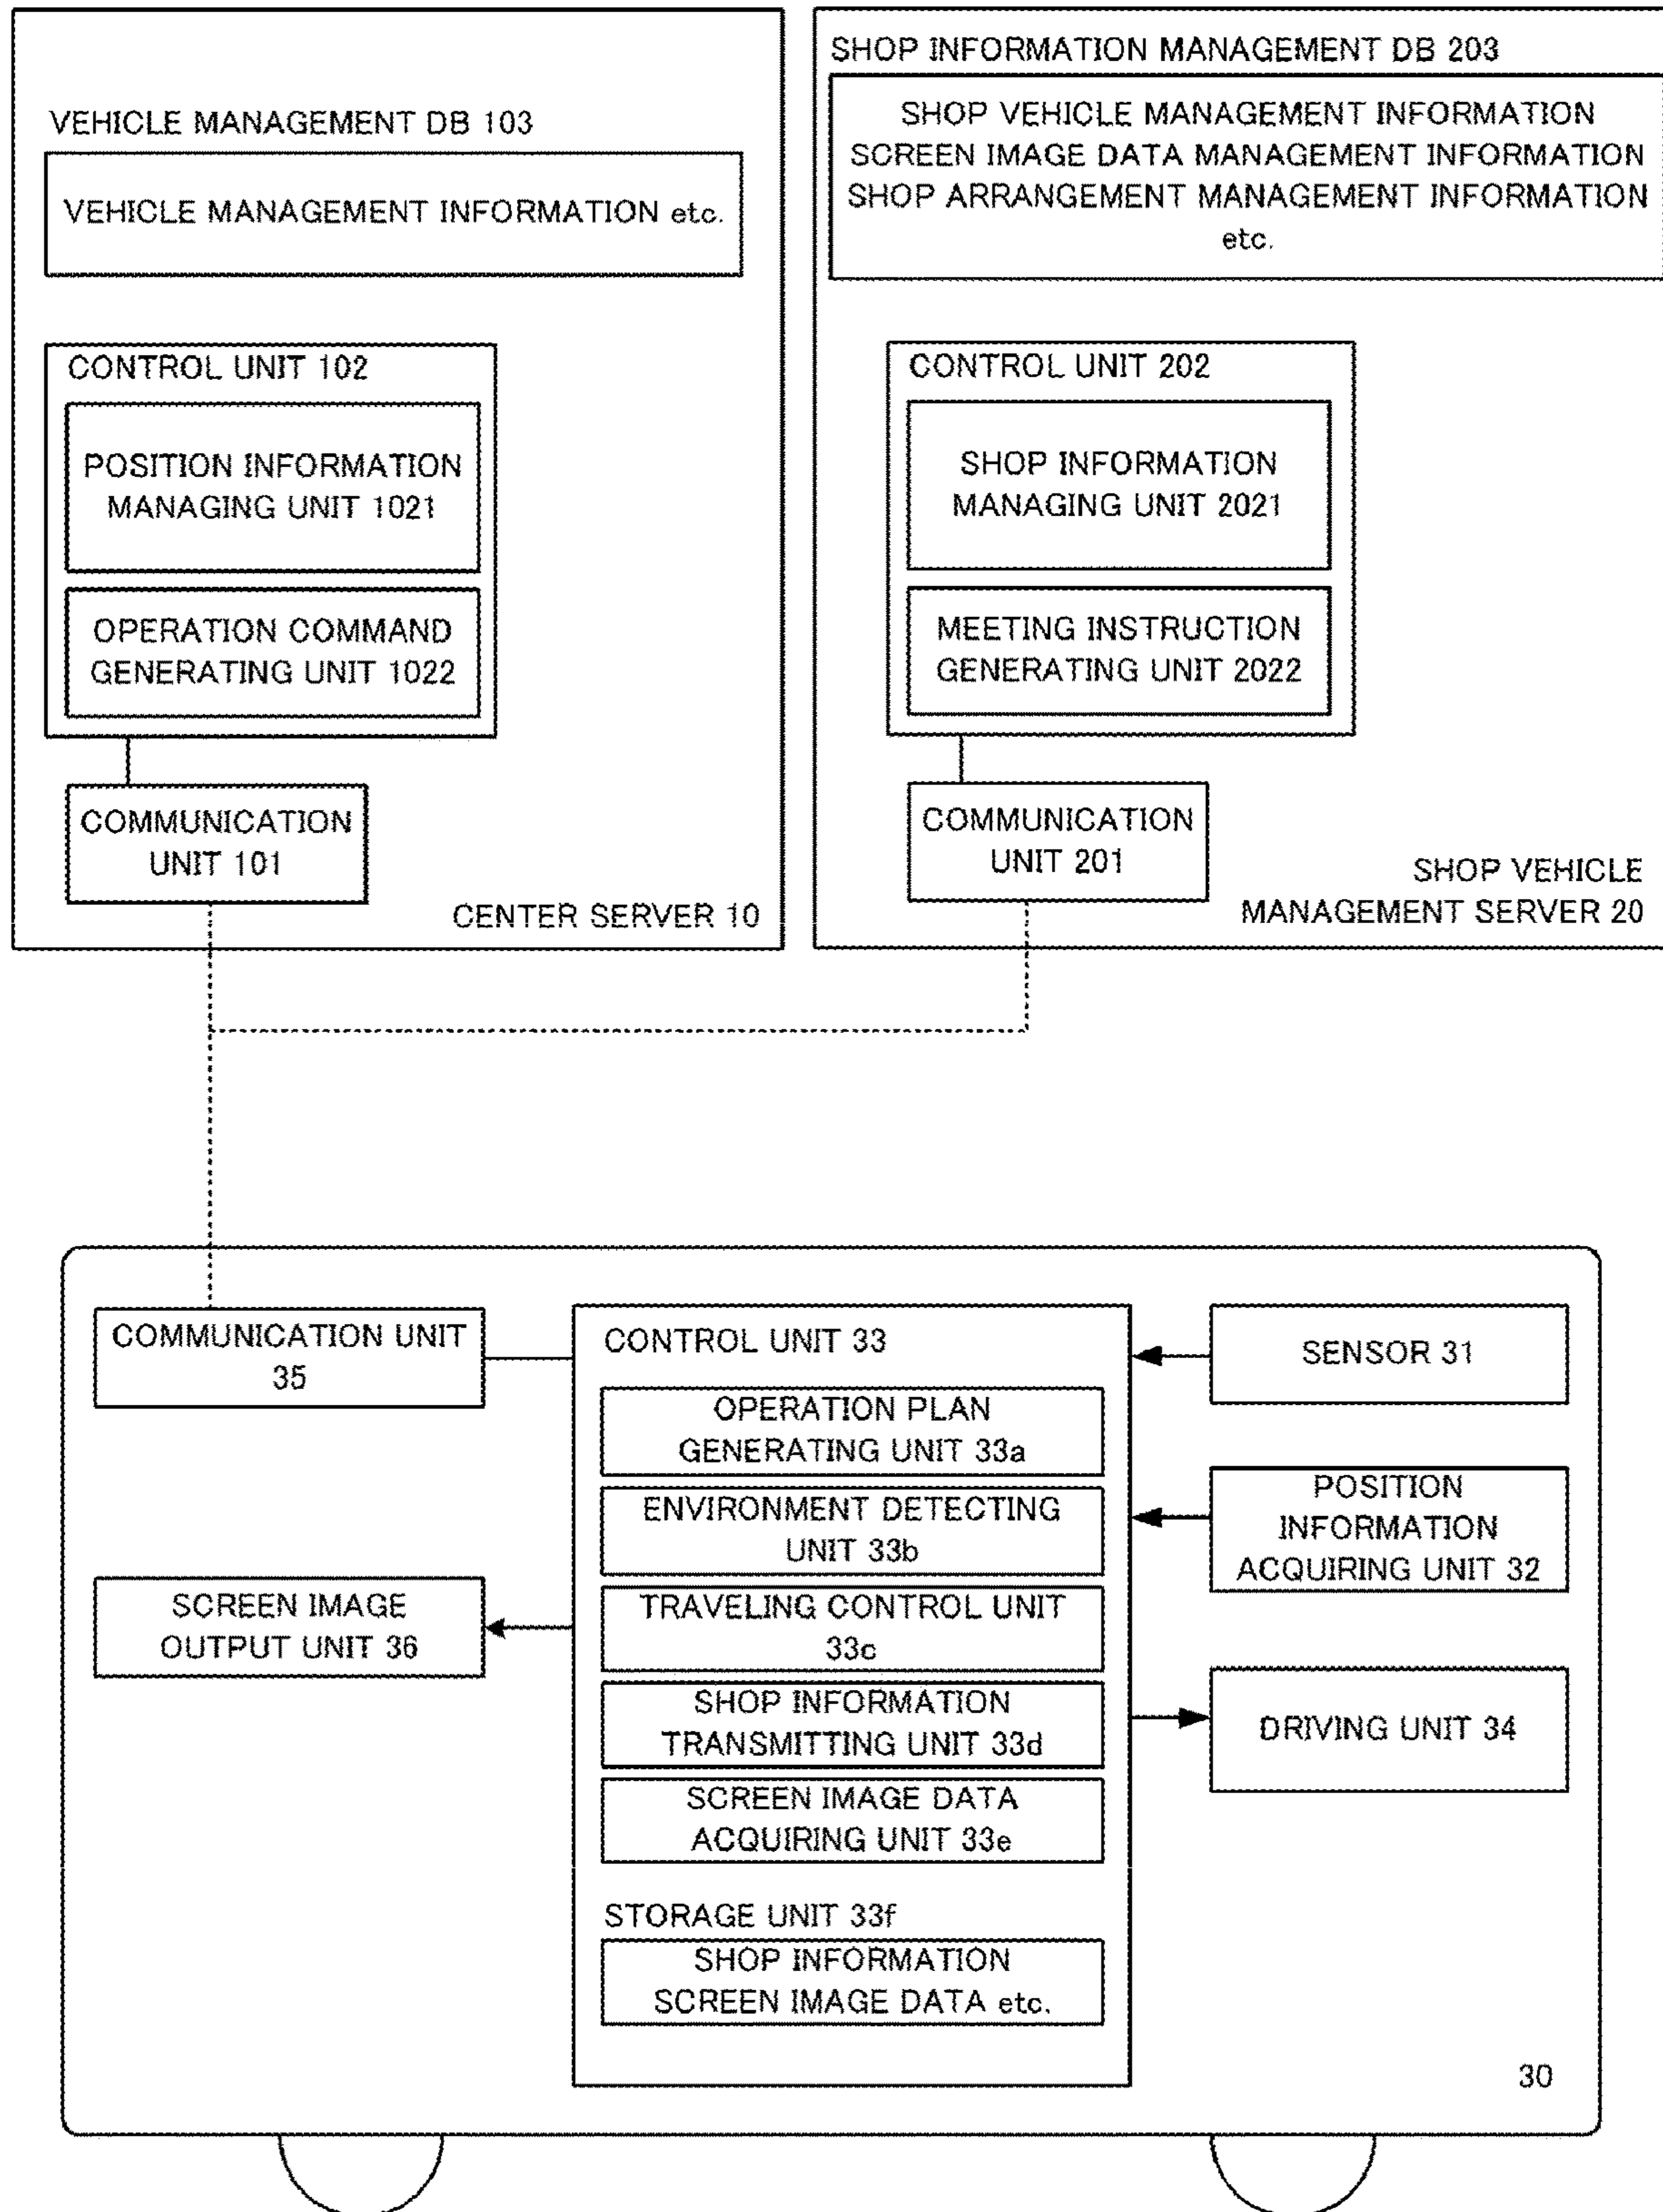 VEHICLE MANAGEMENT DB 103
VEHICLE MANAGEMENT INFORMATION etc.
CONTROL UNIT 102
POSITION INFORMATION
MANAGING UNIT 1021
OPERATION COMMAND
GENERATING UNIT 1022
COMMUNICATION
UNIT 101
CENTER SERVER 10
SHOP INFORMATION MANAGEMENT DB 203
SHOP VEHICLE MANAGEMENT INFORMATION
SCREEN IMAGE DATA MANAGEMENT INFORMATION
SHOP ARRANGEMENT MANAGEMENT INFORMATION
etc.
CONTROL UNIT 202
SHOP INFORMATION
MANAGING UNIT 2021
MEETING INSTRUCTION
GENERATING UNIT 2022
COMMUNICATION
UNIT 201
SHOP VEHICLE
MANAGEMENT SERVER 20
COMMUNICATION UNIT
35
SCREEN IMAGE
OUTPUT UNIT 36
CONTROL UNIT 33
OPERATION PLAN
GENERATING UNIT 33a
ENVIRONMENT DETECTING
UNIT 33b
TRAVELING CONTROL UNIT
33c
SHOP INFORMATION
TRANSMITTING UNIT 33d
SCREEN IMAGE DATA
ACQUIRING UNIT 33e
STORAGE UNIT 33f
SHOP INFORMATION
SCREEN IMAGE DATA etc.
SENSOR 31
POSITION
INFORMATION
ACQUIRING UNIT 32
DRIVING UNIT 34
30